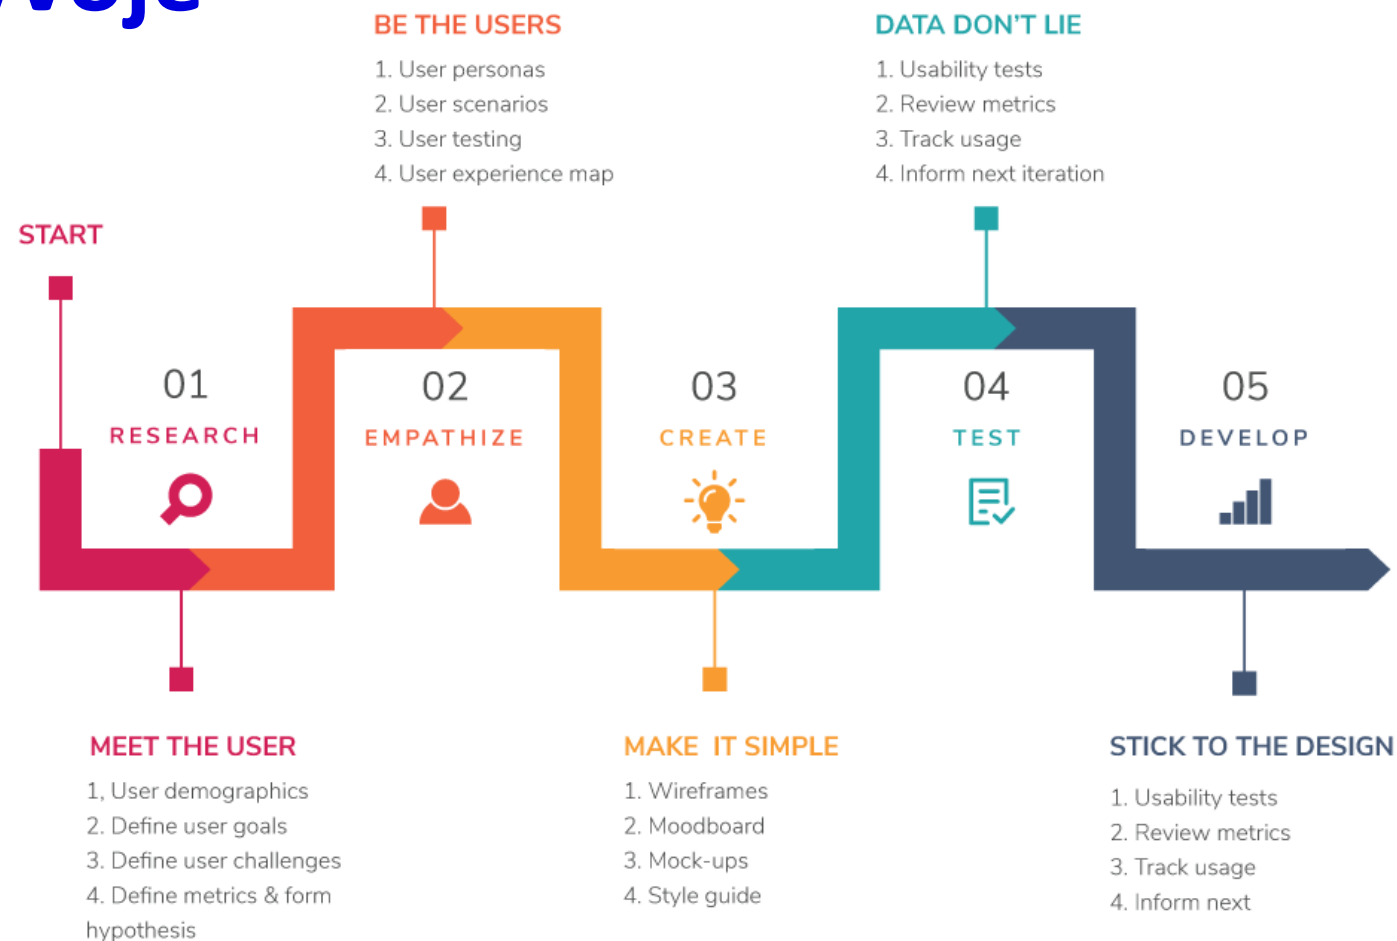 BE THE USERS
1. User personas
2. User scenarios
3. User testing
4. User experience map
DATA DON'T LIE
1. Usability tests
2. Review metrics
3. Track usage
4. Inform next iteration
START
01
RESEARCH
02
EMPATHIZE
03
CREATE
04
TEST
05
DEVELOP
MEET THE USER
1, User demographics
2. Define user goals
3. Define user challenges
4. Define metrics & form
hypothesis
MAKE IT SIMPLE
1. Wireframes
2. Moodboard
3. Mock-ups
4. Style guide
STICK TO THE DESIGN
1. Usability tests
2. Review metrics
3. Track usage
4. Inform next